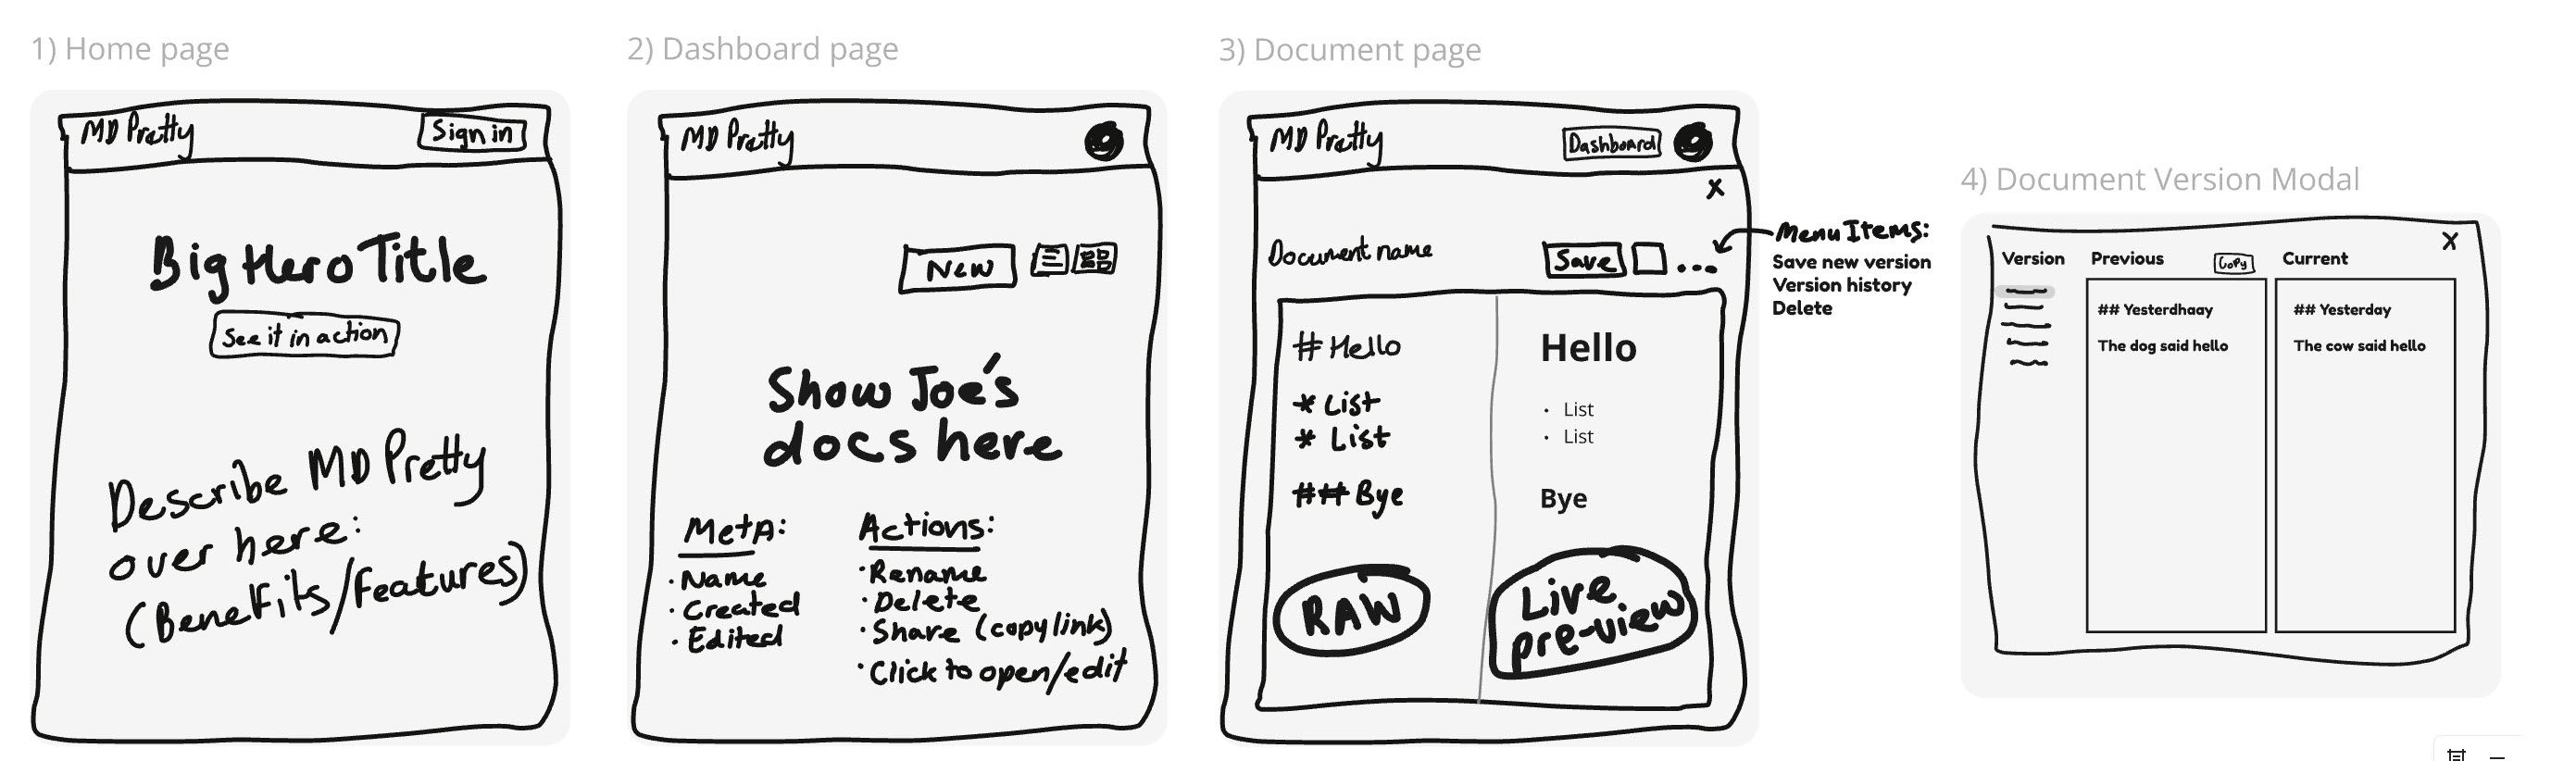 1) Home page
MD Pretty
Sign in
Big Hero Title
See it in action
Describe MD Pretty
over here:
(Benefits/Features)
2) Dashboard page
MD Pretty
New
Show Joe's
docs here
Meta:
· Name
· Created
· Edited
Actions:
· Rename
· Delete
· Share (copy link)
· Click to open/edit
3) Document page
MD Pretty
Dashboard
X
Document name
Save
...
# Hello
* List
* List
## Bye
RAW
Hello
• List
• List
Bye
Live
pre-view
Menu Items:
Save new version
Version history
Delete
4) Document Version Modal
X
Version
Previous
Copy
Current
## Yesterdhaay
The dog said hello
## Yesterday
The cow said hello